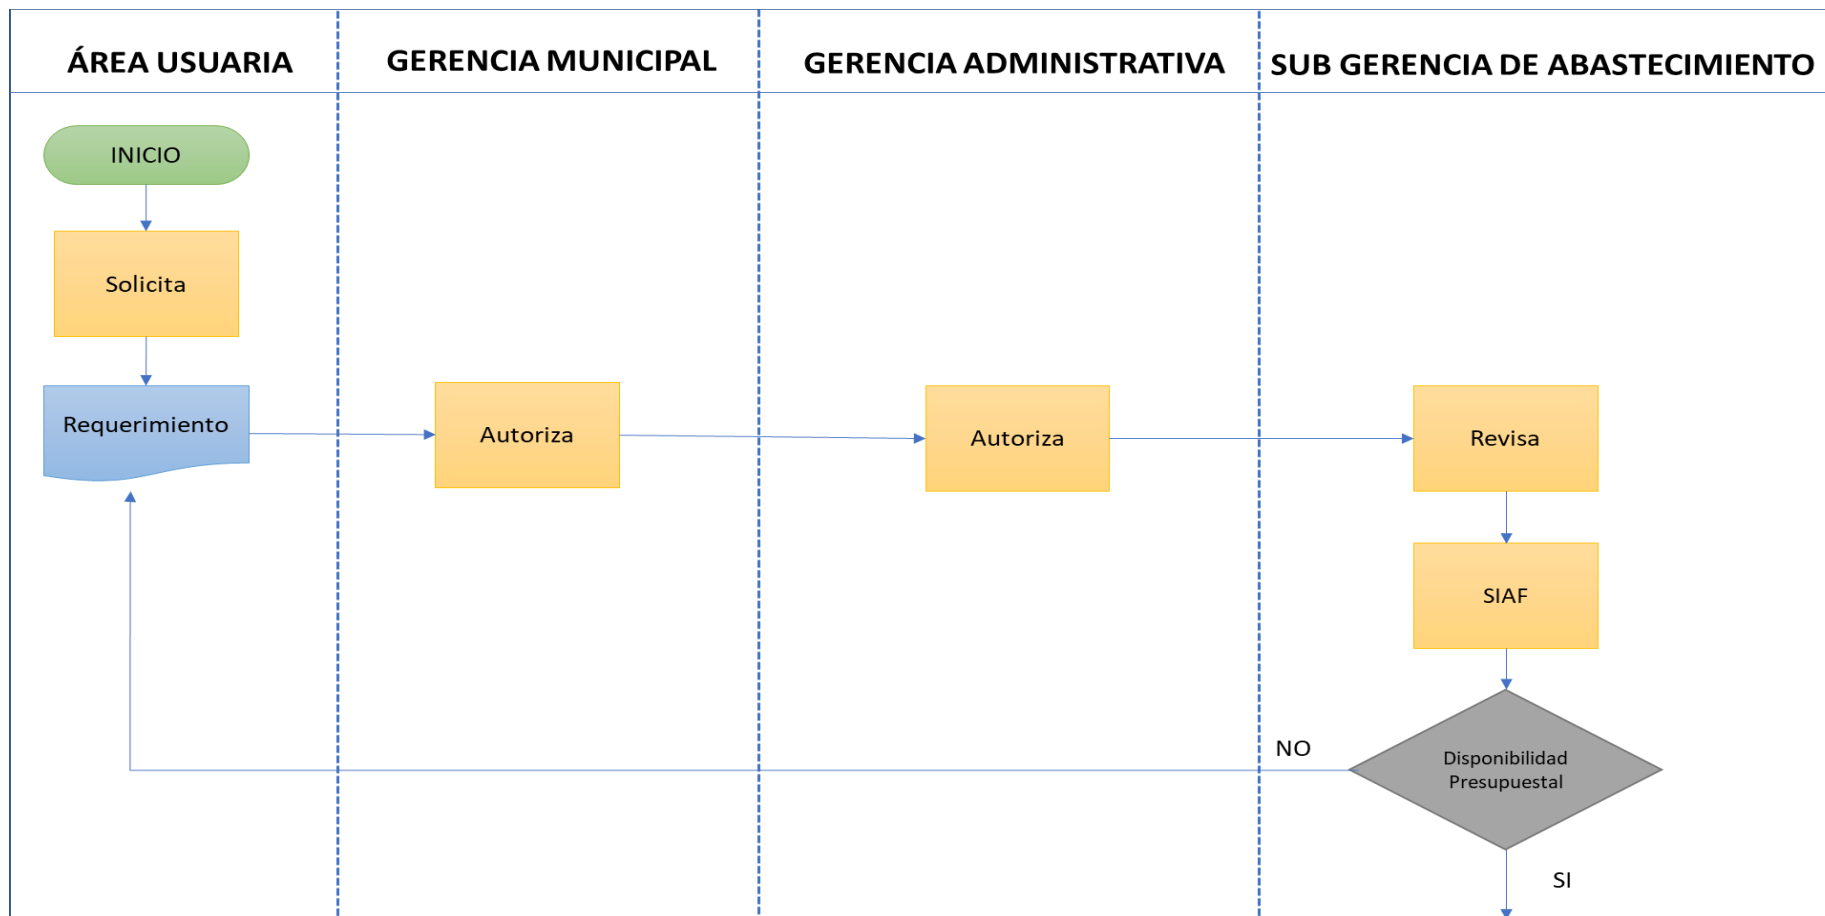 ÁREA USUARIA
GERENCIA MUNICIPAL
GERENCIA ADMINISTRATIVA
SUB GERENCIA DE ABASTECIMIENTO
INICIO
Solicita
Requerimiento
Autoriza
Autoriza
Revisa
SIAF
NO
Disponibilidad
Presupuestal
SI